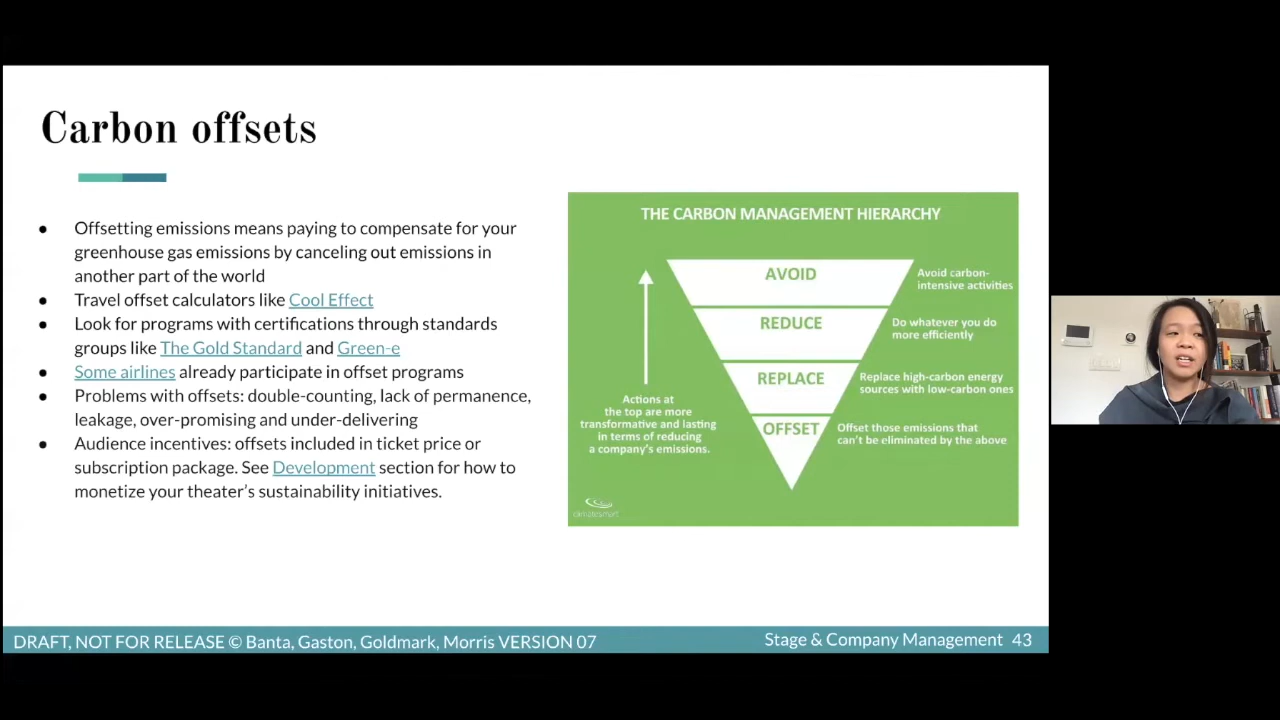 Carbon offsets
● Offsetting emissions means paying to compensate for your
greenhouse gas emissions by canceling out emissions in
another part of the world
● Travel offset calculators like Cool Effect
● Look for programs with certifications through standards
groups like The Gold Standard and Green-e
● Some airlines already participate in offset programs
● Problems with offsets: double-counting, lack of permanence,
leakage, over-promising and under-delivering
● Audience incentives: offsets included in ticket price or
subscription package. See Development section for how to
monetize your theater’s sustainability initiatives.
THE CARBON MANAGEMENT HIERARCHY
AVOID
Avoid carbon-
intensive activities
REDUCE
Do whatever you do
more efficiently
REPLACE
Replace high-carbon energy
sources with low-carbon ones
OFFSET
Offset those emissions that
can’t be eliminated by the above
Actions at
the top are more
transformative and lasting
in terms of reducing
a company’s emissions.
climatesmart
DRAFT, NOT FOR RELEASE © Banta, Gaston, Goldmark, Morris VERSION 07
Stage & Company Management 43